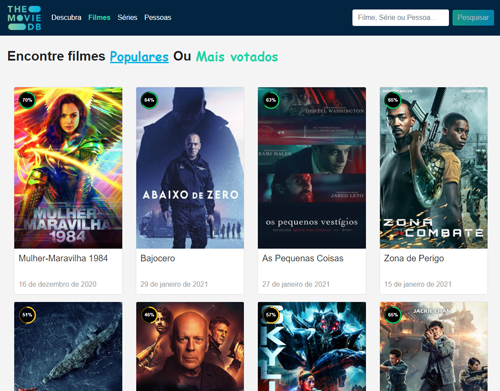 THE
MOVIE
DB
Descubra Filmes Séries Pessoas
Filme, Série ou Pessoa... Pesquisar
Encontre filmes Populares Ou Mais votados
70%
64%
63%
65%
DENZEL WASHINGTON
RAMI MALEK
JARED LETO
MULHER-
MARAVILHA
1984
ABAIXO DE ZERO
os pequenos vestígios
ZONA
COMBATE
Mulher-Maravilha 1984
16 de dezembro de 2020
Bajocero
29 de janeiro de 2021
As Pequenas Coisas
27 de janeiro de 2021
Zona de Perigo
15 de janeiro de 2021
51%
46%
57%
65%
JACKIE CHAN